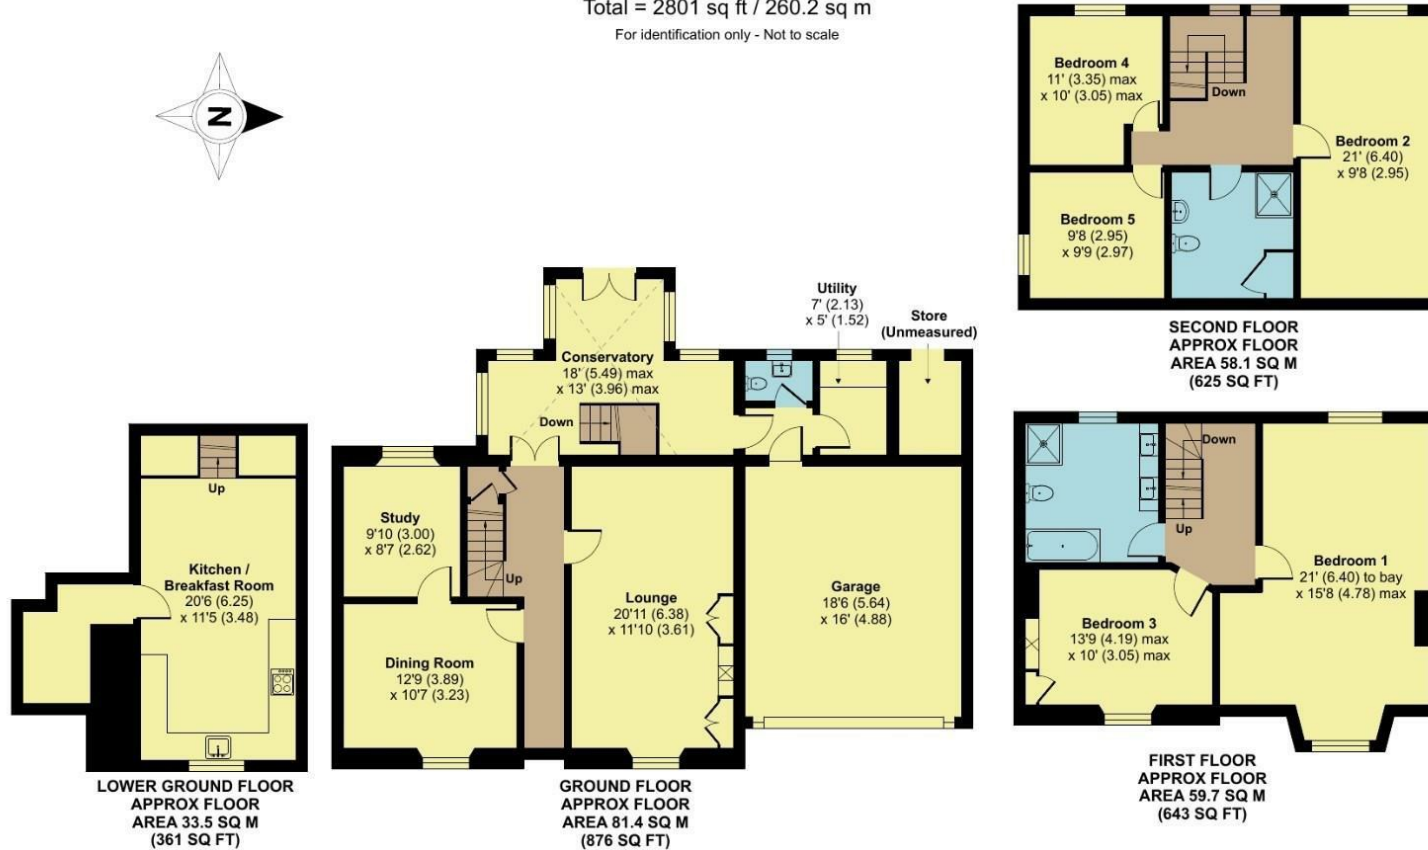 Total = 2801 sq ft / 260.2 sq m
For identification only - Not to scale
N
Bedroom 4
11' (3.35) max
x 10' (3.05) max
Down
Bedroom 2
21' (6.40)
x 9'8 (2.95)
Bedroom 5
9'8 (2.95)
x 9'9 (2.97)
SECOND FLOOR
APPROX FLOOR
AREA 58.1 SQ M
(625 SQ FT)
Utility
7' (2.13)
x 5' (1.52)
Store
(Unmeasured)
Conservatory
18' (5.49) max
x 13' (3.96) max
Down
Up
Kitchen /
Breakfast Room
20'6 (6.25)
x 11'5 (3.48)
LOWER GROUND FLOOR
APPROX FLOOR
AREA 33.5 SQ M
(361 SQ FT)
Study
9'10 (3.00)
x 8'7 (2.62)
Up
Dining Room
12'9 (3.89)
x 10'7 (3.23)
Lounge
20'11 (6.38)
x 11'10 (3.61)
Garage
18'6 (5.64)
x 16' (4.88)
GROUND FLOOR
APPROX FLOOR
AREA 81.4 SQ M
(876 SQ FT)
Down
Up
Bedroom 1
21' (6.40) to bay
x 15'8 (4.78) max
Bedroom 3
13'9 (4.19) max
x 10' (3.05) max
FIRST FLOOR
APPROX FLOOR
AREA 59.7 SQ M
(643 SQ FT)